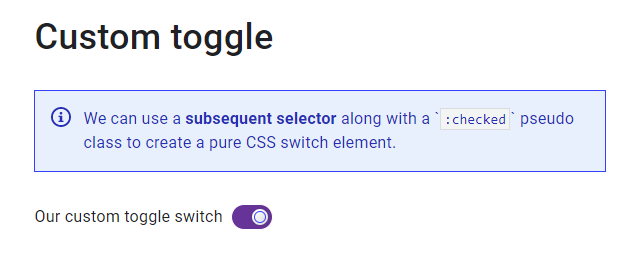 Custom toggle
We can use a subsequent selector along with a `:checked` pseudo
class to create a pure CSS switch element.
Our custom toggle switch